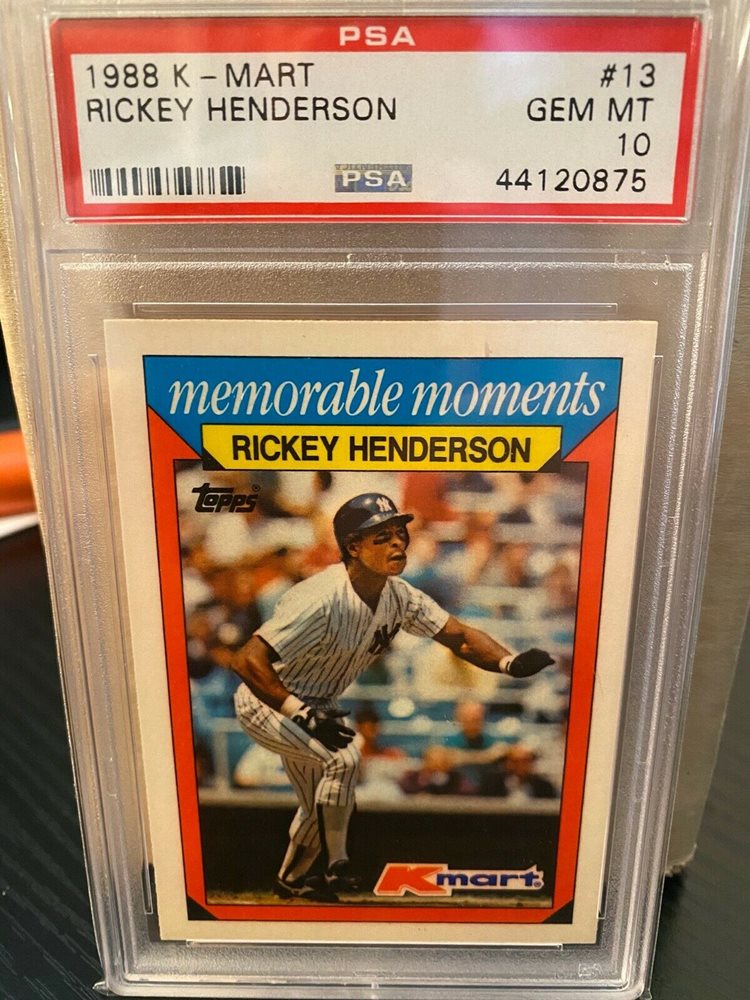 PSA
1988 K-MART #13
RICKEY HENDERSON GEM MT
10
PSA 44120875
memorable moments
RICKEY HENDERSON
Topps®
NY
Kmart®